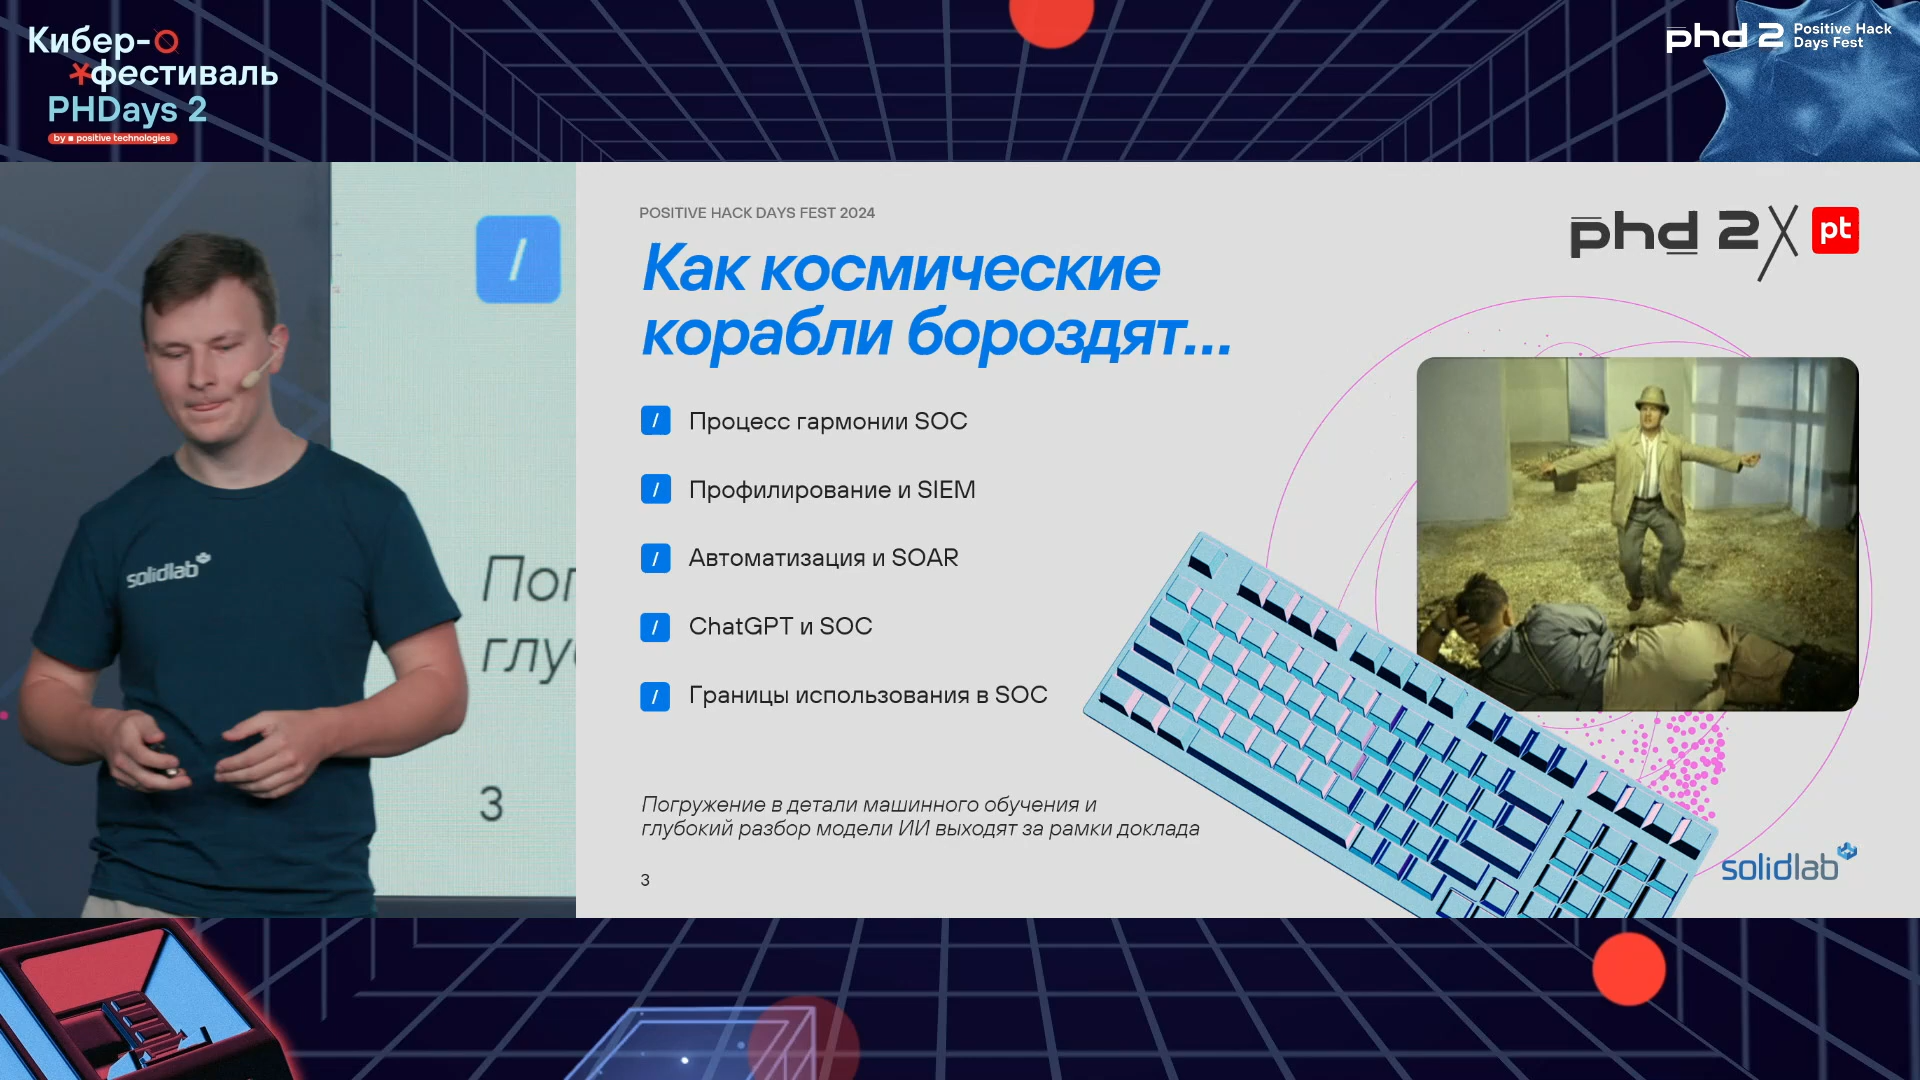 Кибер-
фестиваль
PHDays 2
by positive technologies
phd 2 Positive Hack
Days Fest
/
solidlab
3
POSITIVE HACK DAYS FEST 2024
phd 2
pt
Как космические
корабли бороздят...
/ Процесс гармонии SOC
/ Профилирование и SIEM
/ Автоматизация и SOAR
/ ChatGPT и SOC
/ Границы использования в SOC
Погружение в детали машинного обучения и
глубокий разбор модели ИИ выходят за рамки доклада
3
solidlab